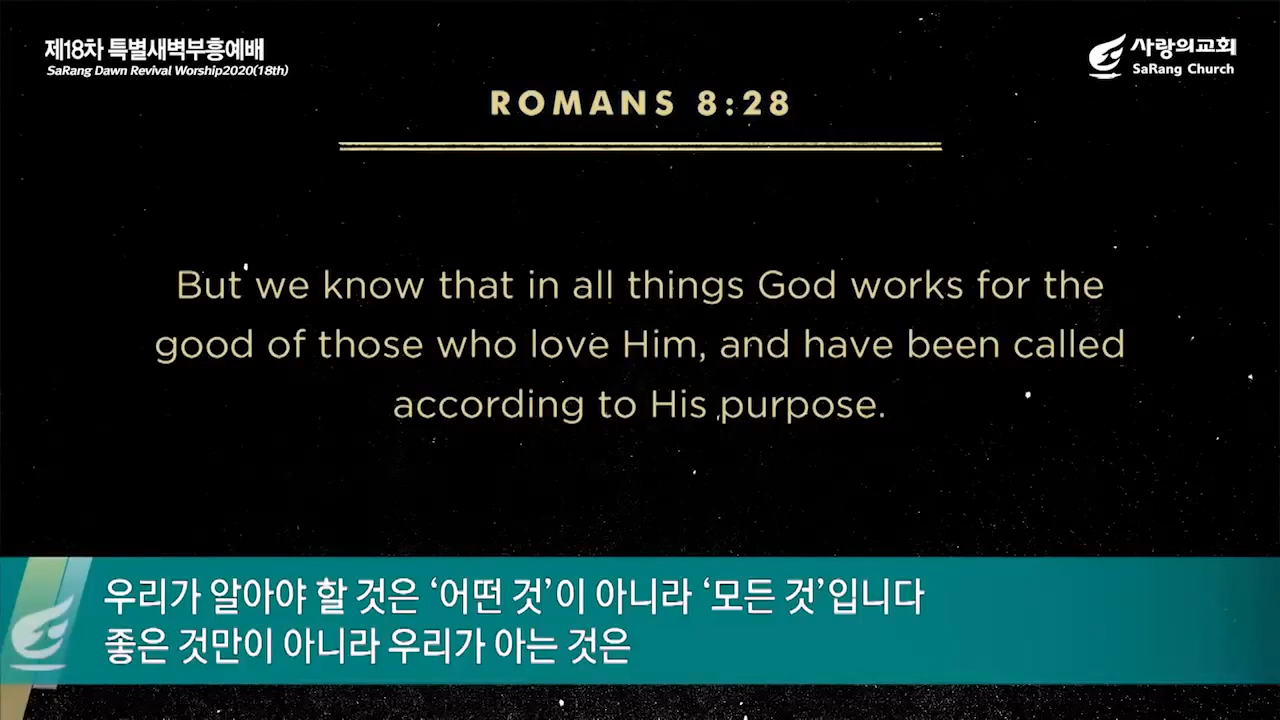 제18차 특별새벽부흥예배
SaRang Dawn Revival Worship2020(18th)
사랑의교회
SaRang Church
ROMANS 8:28
But we know that in all things God works for the
good of those who love Him, and have been called
according to His purpose.
우리가 알아야 할 것은 ‘어떤 것’이 아니라 ‘모든 것’입니다
좋은 것만이 아니라 우리가 아는 것은